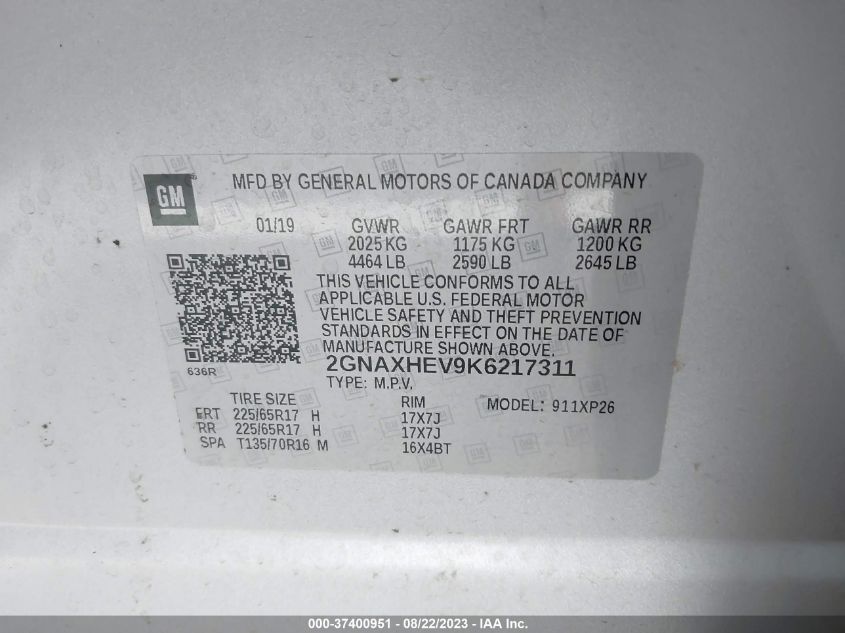 GM
MFD BY GENERAL MOTORS OF CANADA COMPANY
01/19 GVWR GAWR FRT GAWR RR
2025 KG 1175 KG 1200 KG
4464 LB 2590 LB 2645 LB
THIS VEHICLE CONFORMS TO ALL
APPLICABLE U.S. FEDERAL MOTOR
VEHICLE SAFETY AND THEFT PREVENTION
STANDARDS IN EFFECT ON THE DATE OF
MANUFACTURE SHOWN ABOVE.
636R
2GNAXHEV9K6217311
TYPE: M.P.V.
TIRE SIZE RIM MODEL: 911XP26
FRT 225/65R17 H 17X7J
RR 225/65R17 H 17X7J
SPA T135/70R16 M 16X4BT
000-37400951 - 08/22/2023 - IAA Inc.